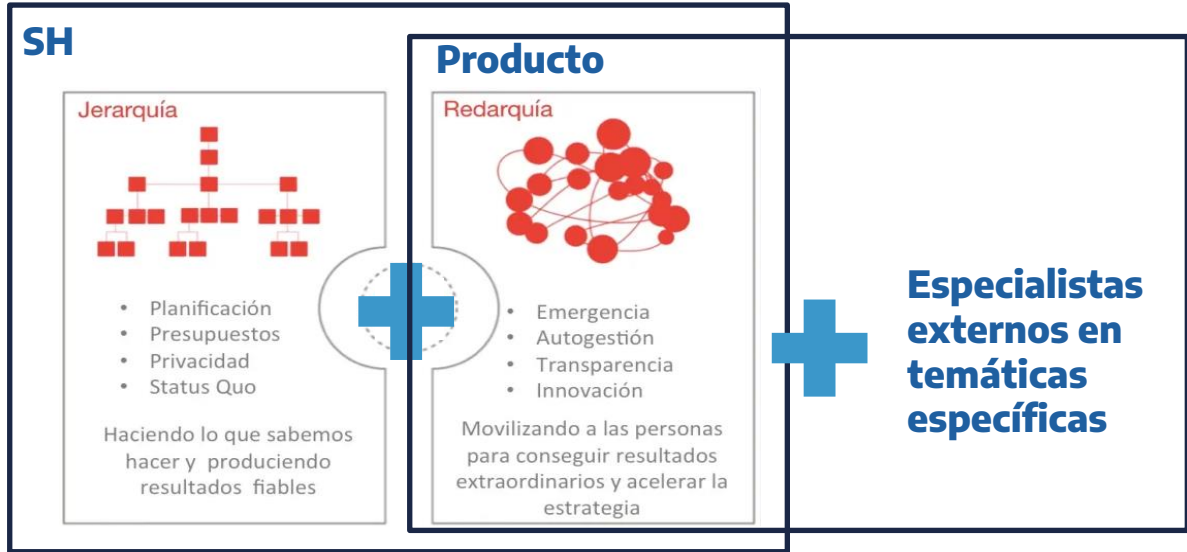 SH
Producto
Jerarquía
• Planificación
• Presupuestos
• Privacidad
• Status Quo
Haciendo lo que sabemos
hacer y produciendo
resultados fiables
Redarquía
• Emergencia
• Autogestión
• Transparencia
• Innovación
Movilizando a las personas
para conseguir resultados
extraordinarios y acelerar la
estrategia
Especialistas
externos en
temáticas
específicas